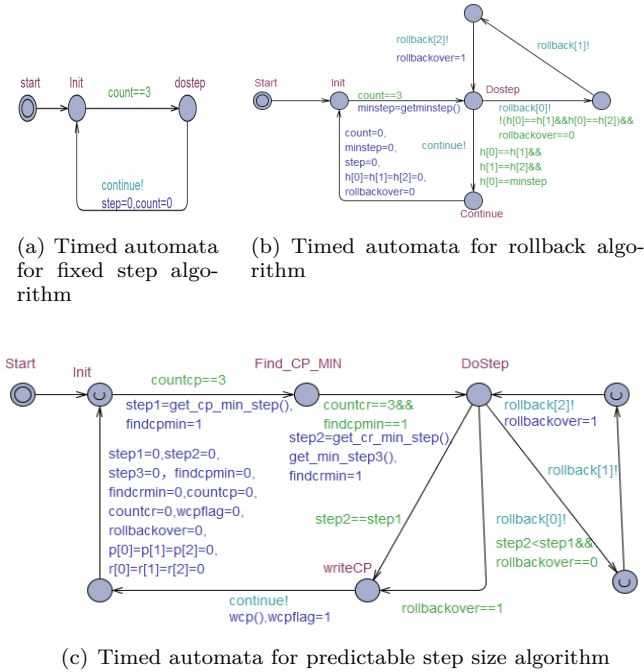 start
Init
count==3
dostep
continue!
step=0,count=0
(a) Timed automata
for fixed step algo-
rithm
rollback[2]!
rollbackover=1
rollback[1]!
Start
Init
count==3
minstep=getminstep()
Dostep
rollback[0]!
!(h[0]==h[1]&&h[0]==h[2])&&
rollbackover==0
count=0,
minstep=0,
step=0,
h[0]=h[1]=h[2]=0,
rollbackover=0
continue!
h[0]==h[1]&&
h[1]==h[2]&&
h[0]==minstep
Continue
(b) Timed automata for rollback algo-
rithm
Start
Init
countcp==3
step1=get_cp_min_step(),
findcpmin=1
Find_CP_MIN
countcr==3&&
findcpmin==1
step2=get_cr_min_step()
get_min_step3(),
findcrmin=1
DoStep
rollback[2]!
rollbackover=1
rollback[1]!
rollback[0]!
step2<step1&&
rollbackover==0
step2==step1
step1=0,step2=0,
step3=0，findcpmin=0,
findcrmin=0,countcp=0,
countcr=0,wcpflag=0,
rollbackover=0,
p[0]=p[1]=p[2]=0,
r[0]=r[1]=r[2]=0
writeCP
continue!
wcp(),wcpflag=1
rollbackover==1
(c) Timed automata for predictable step size algorithm